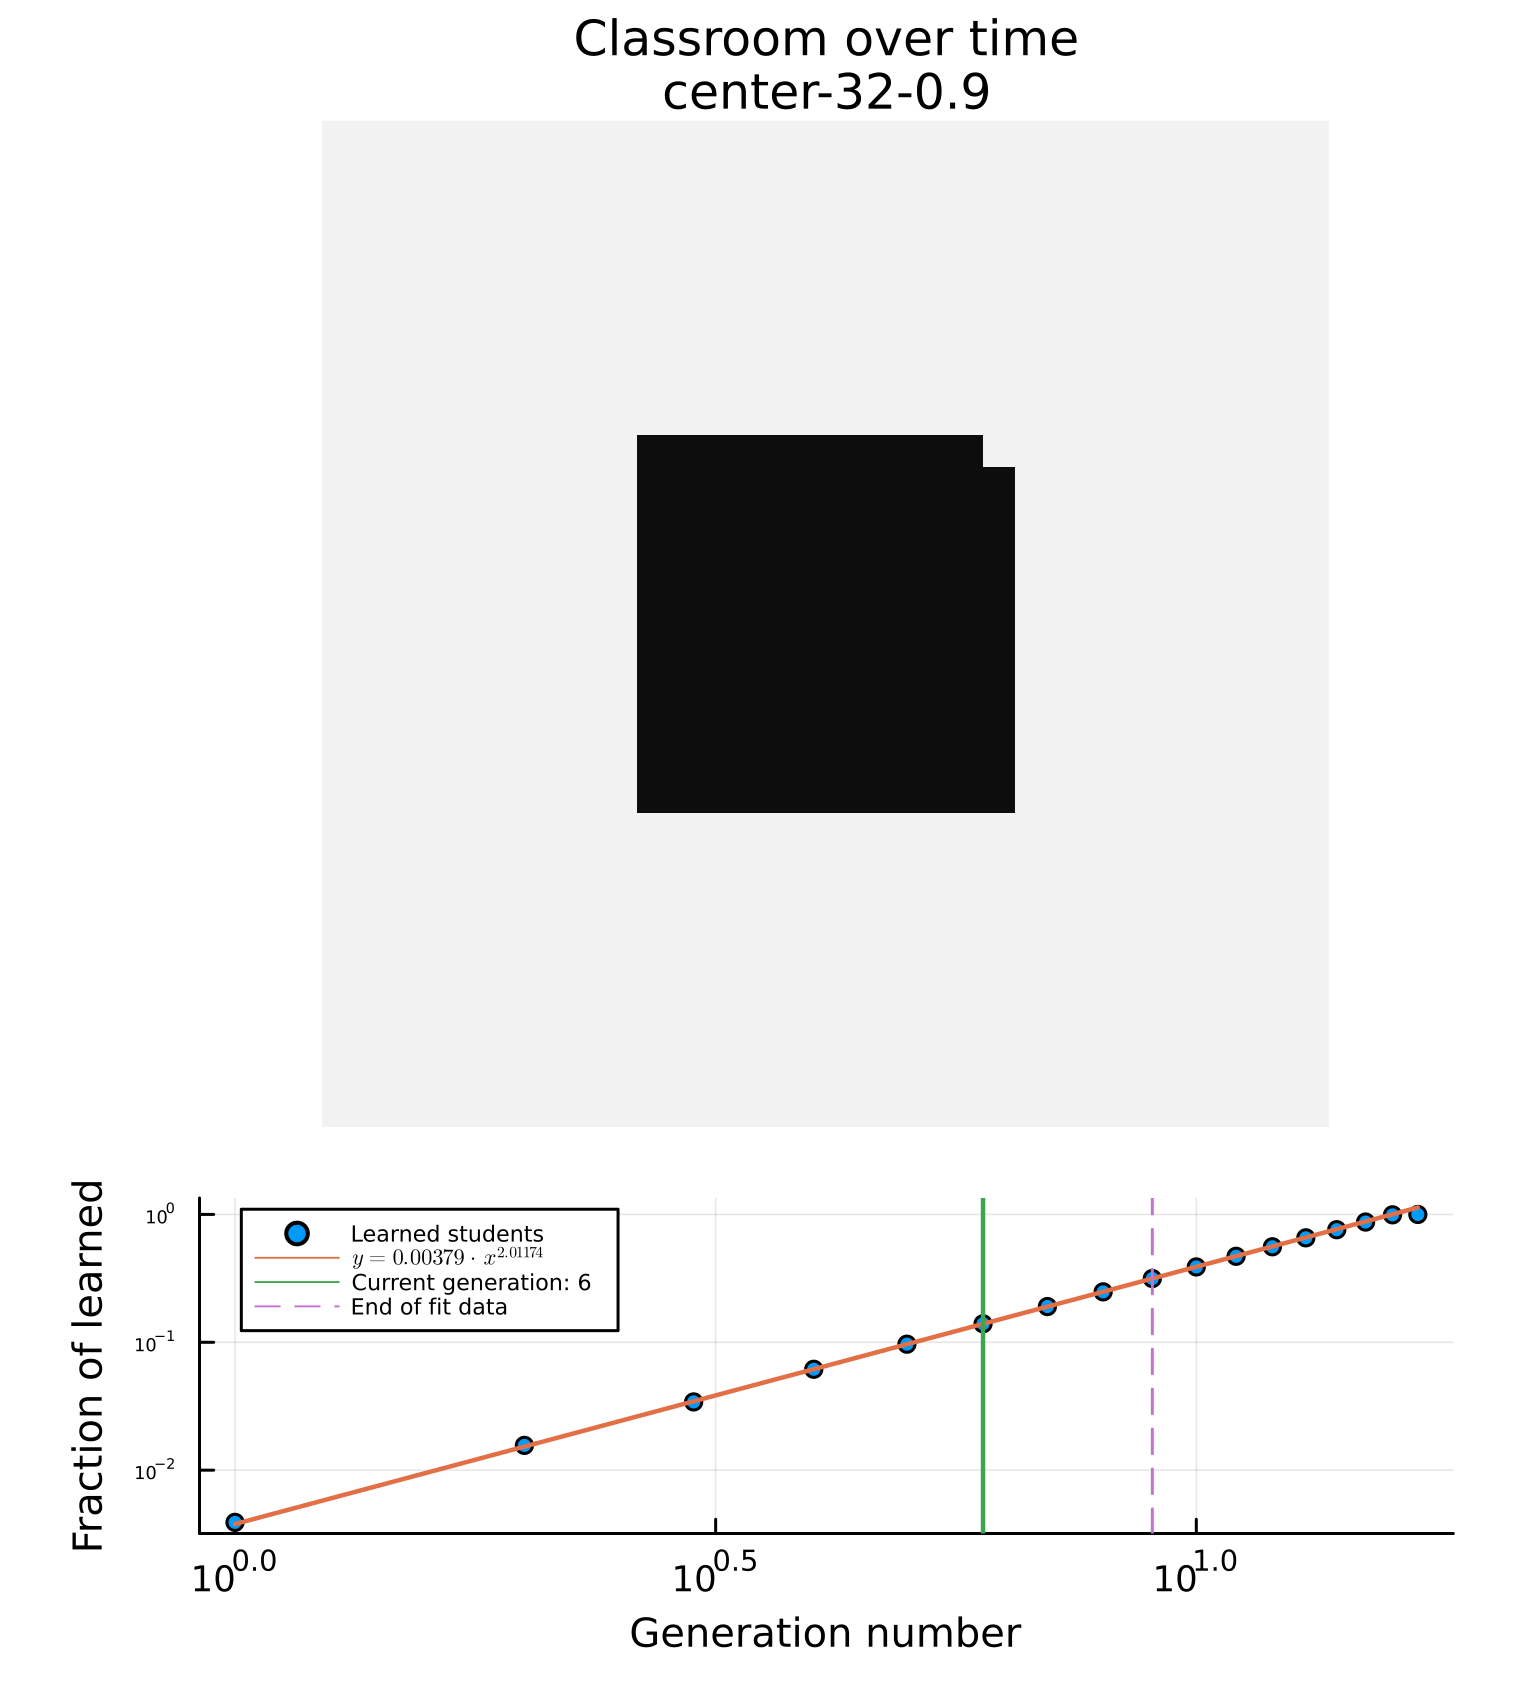 Classroom over time
center-32-0.9
Fraction of learned
10⁰
10⁻¹
10⁻²
Learned students
y = 0.00379 · x^2.01174
Current generation: 6
End of fit data
10^0.0
10^0.5
10^1.0
Generation number